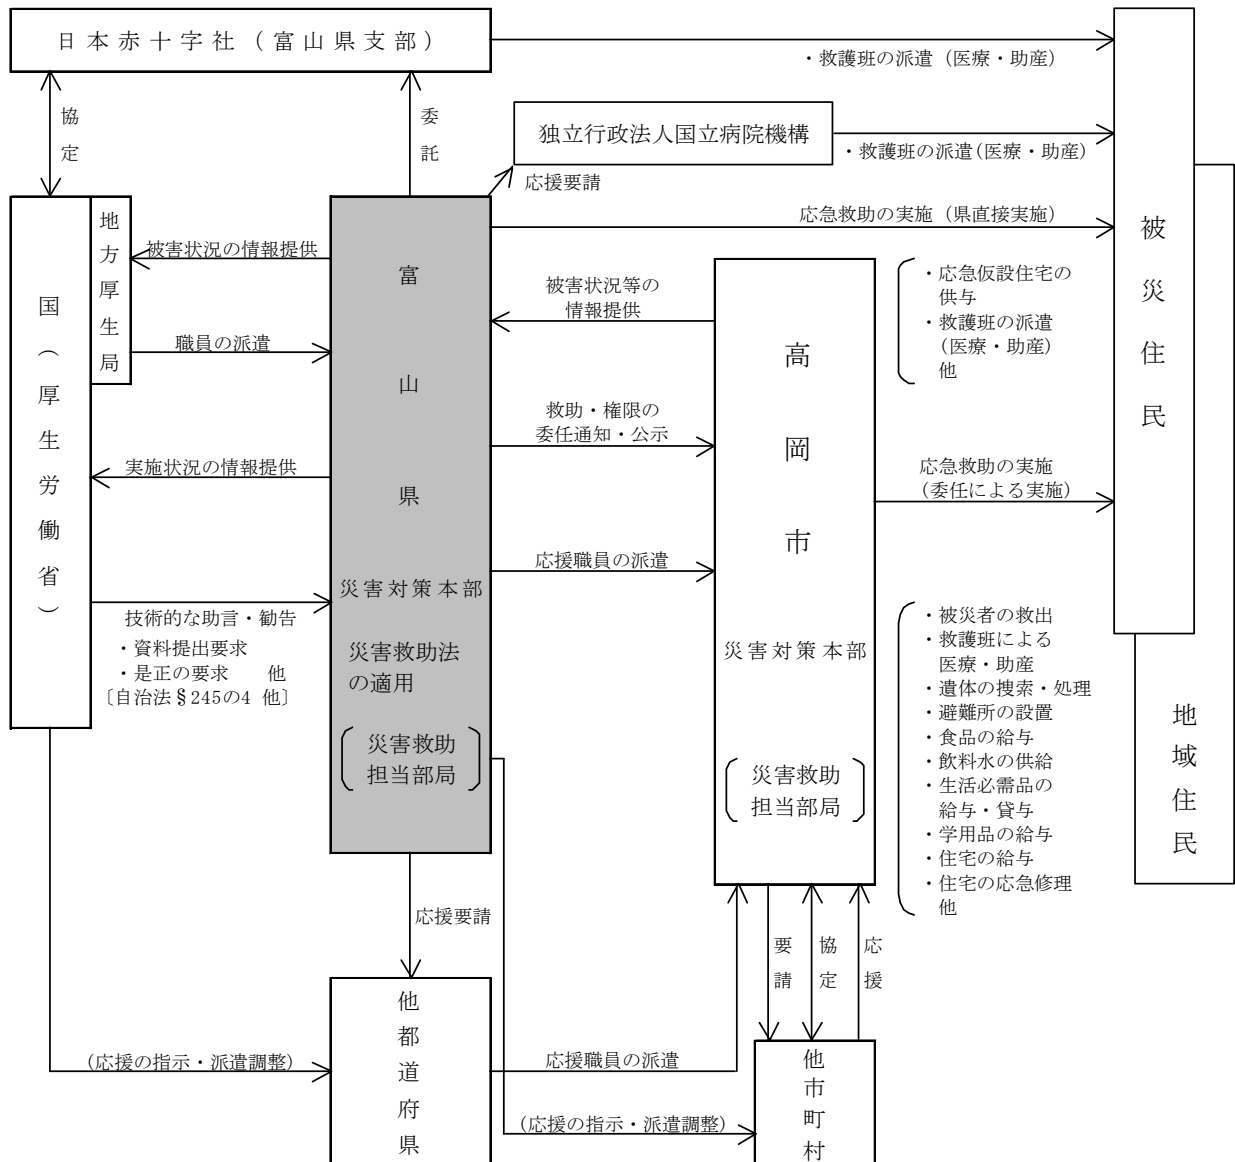 日本赤十字社（富山県支部）
・救護班の派遣（医療・助産）
協定
委託
独立行政法人国立病院機構
・救護班の派遣（医療・助産）
応援要請
国（厚生労働省）
地方厚生局
被害状況の情報提供
職員の派遣
実施状況の情報提供
技術的な助言・勧告
・資料提出要求
・是正の要求　他
〔自治法§245の4 他〕
富山県
災害対策本部
災害救助法
の適用
災害救助
担当部局
応急救助の実施（県直接実施）
被害状況等の
情報提供
救助・権限の
委任通知・公示
応援職員の派遣
高岡市
災害対策本部
災害救助
担当部局
・応急仮設住宅の
供与
・救護班の派遣
（医療・助産）
他
応急救助の実施
（委任による実施）
・被災者の救出
・救護班による
医療・助産
・遺体の捜索・処理
・避難所の設置
・食品の給与
・飲料水の供給
・生活必需品の
給与・貸与
・学用品の給与
・住宅の給与
・住宅の応急修理
他
被災住民
地域住民
応援要請
要請
協定
応援
（応援の指示・派遣調整）
他都道府県
応援職員の派遣
（応援の指示・派遣調整）
他市町村